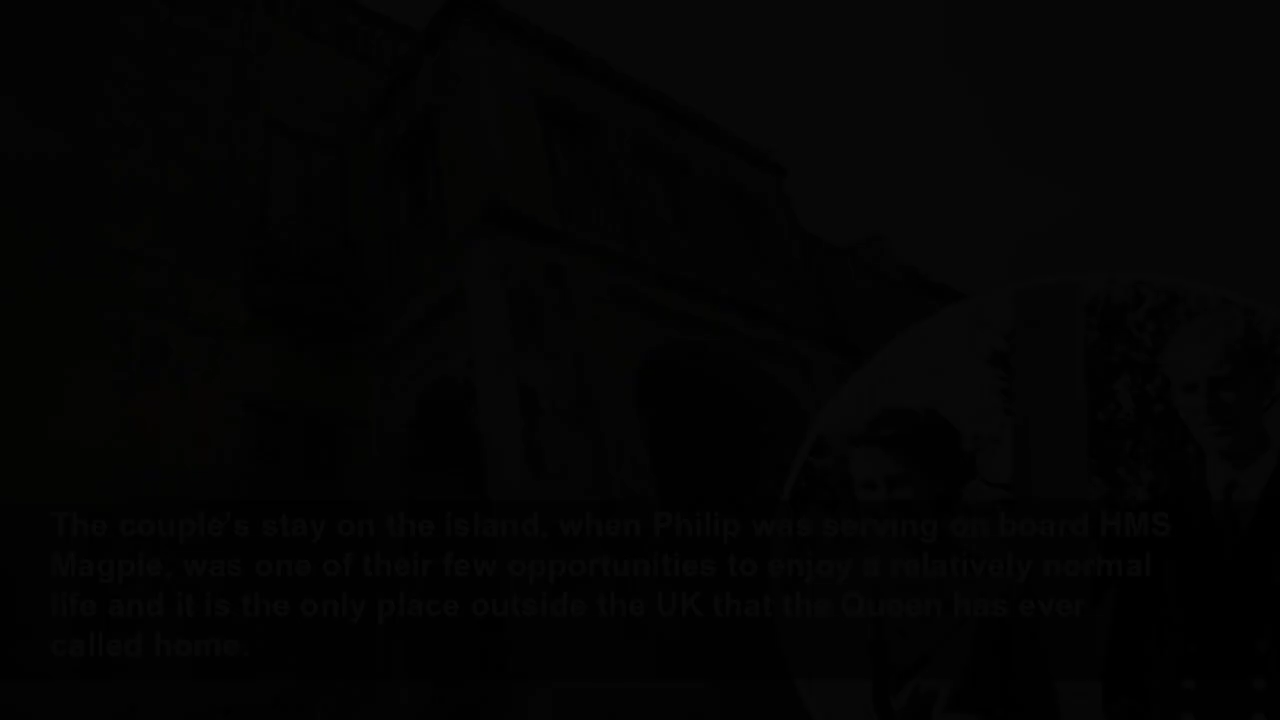 The couple's stay on the island, when Philip was serving on board HMS
Magpie, was one of their few opportunities to enjoy a relatively normal
life and it is the only place outside the UK that the Queen has ever
called home.